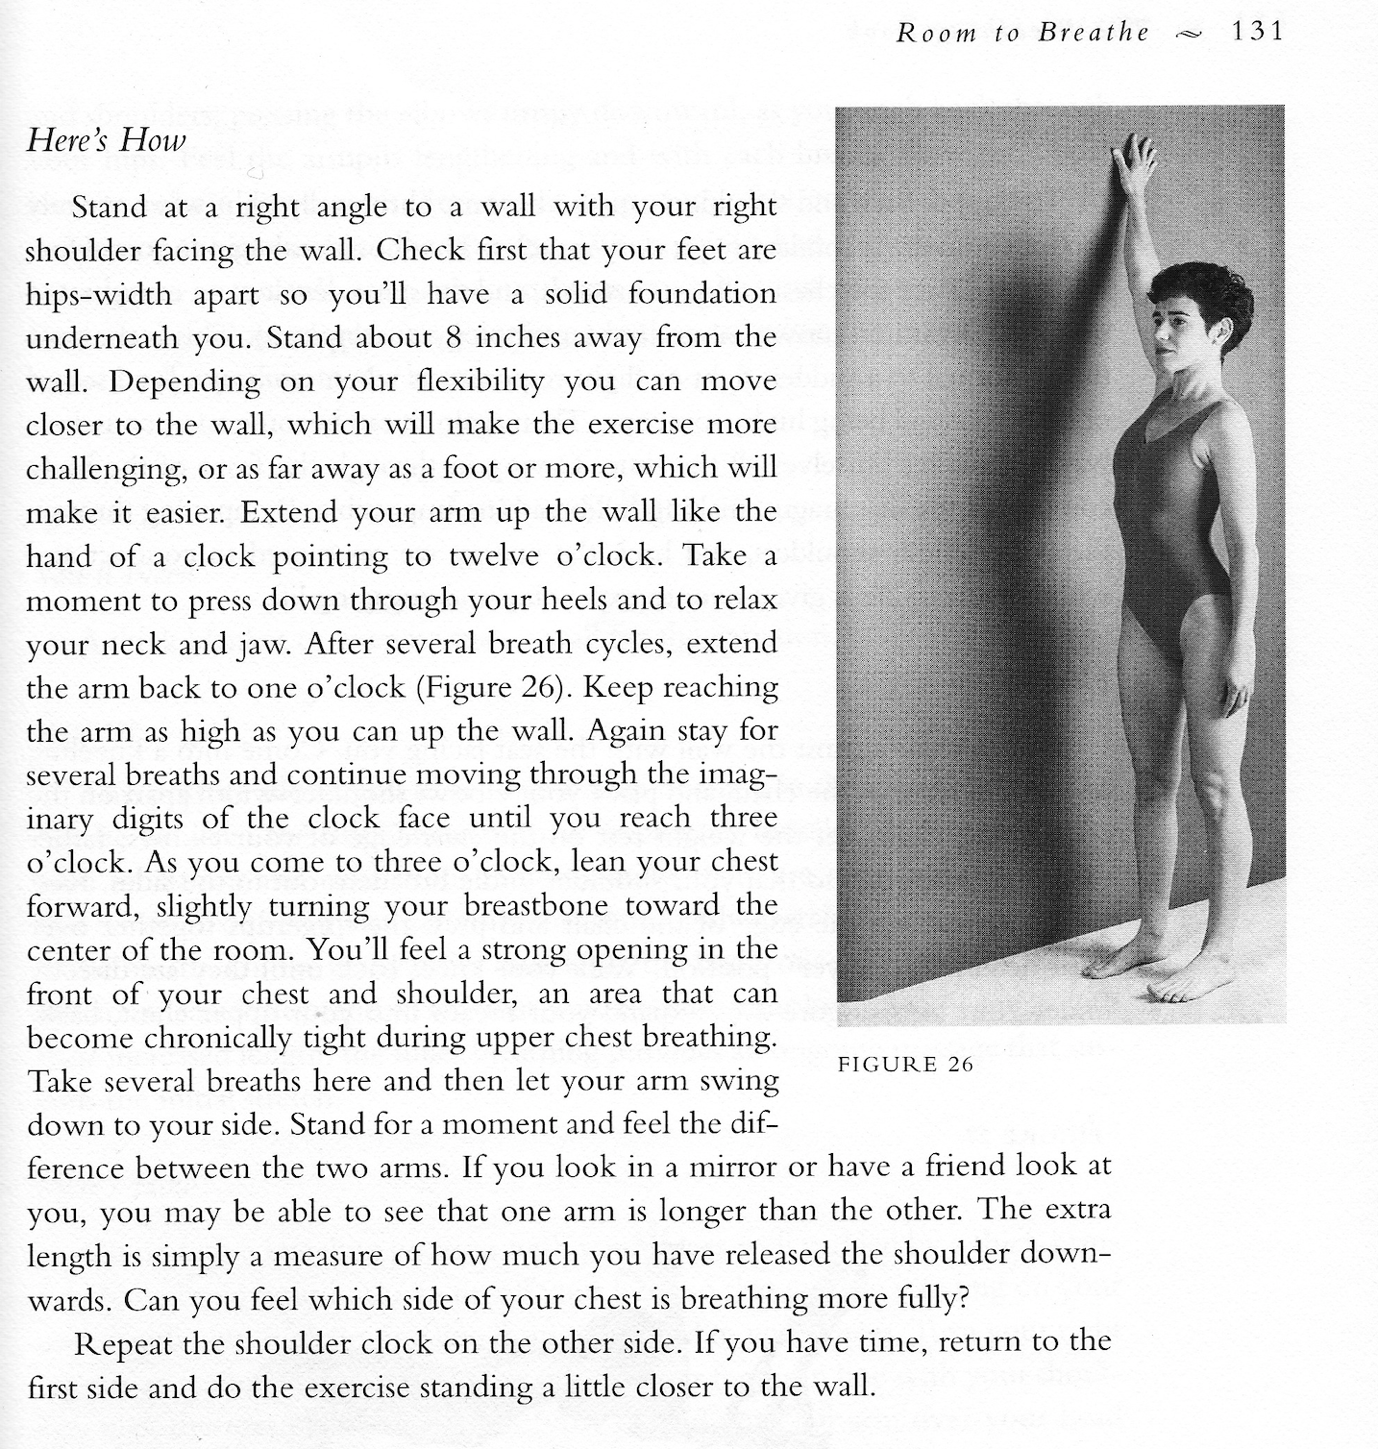 Room to Breathe ~ 131
Here's How
Stand at a right angle to a wall with your right
shoulder facing the wall. Check first that your feet are
hips-width apart so you'll have a solid foundation
underneath you. Stand about 8 inches away from the
wall. Depending on your flexibility you can move
closer to the wall, which will make the exercise more
challenging, or as far away as a foot or more, which will
make it easier. Extend your arm up the wall like the
hand of a clock pointing to twelve o'clock. Take a
moment to press down through your heels and to relax
your neck and jaw. After several breath cycles, extend
the arm back to one o'clock (Figure 26). Keep reaching
the arm as high as you can up the wall. Again stay for
several breaths and continue moving through the imag-
inary digits of the clock face until you reach three
o'clock. As you come to three o'clock, lean your chest
forward, slightly turning your breastbone toward the
center of the room. You'll feel a strong opening in the
front of your chest and shoulder, an area that can
become chronically tight during upper chest breathing.
Take several breaths here and then let your arm swing
down to your side. Stand for a moment and feel the dif-
ference between the two arms. If you look in a mirror or have a friend look at
you, you may be able to see that one arm is longer than the other. The extra
length is simply a measure of how much you have released the shoulder down-
wards. Can you feel which side of your chest is breathing more fully?
Repeat the shoulder clock on the other side. If you have time, return to the
first side and do the exercise standing a little closer to the wall.
FIGURE 26